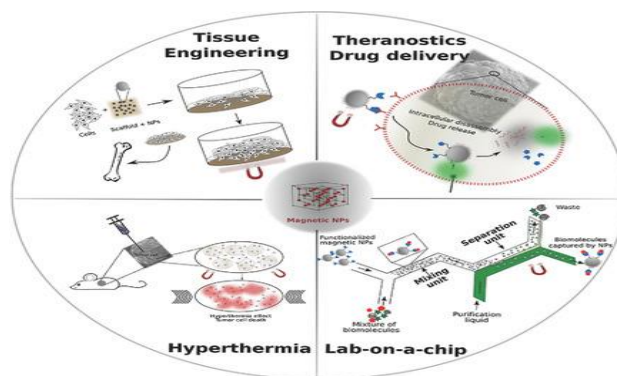 Tissue
Engineering
Cells
Scaffold + NPs
Theranostics
Drug delivery
Tumor cell
Intracellular disassembly
Drug release
Magnetic NPs
Hyperthermic effect
Tumor cell death
Hyperthermia
Functionalized
magnetic NPs
Mixing
unit
Separation
unit
Waste
Biomolecules
captured by NPs
Mixture of
biomolecules
Purification
liquid
Lab-on-a-chip